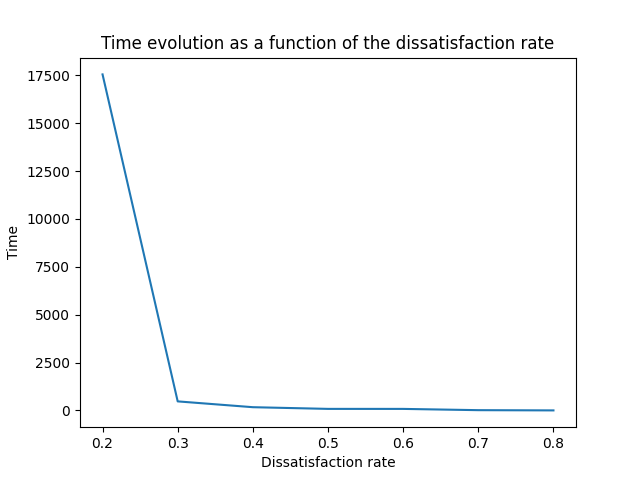 Time evolution as a function of the dissatisfaction rate
17500
15000
12500
10000
7500
5000
2500
0
Time
0.2 0.3 0.4 0.5 0.6 0.7 0.8
Dissatisfaction rate